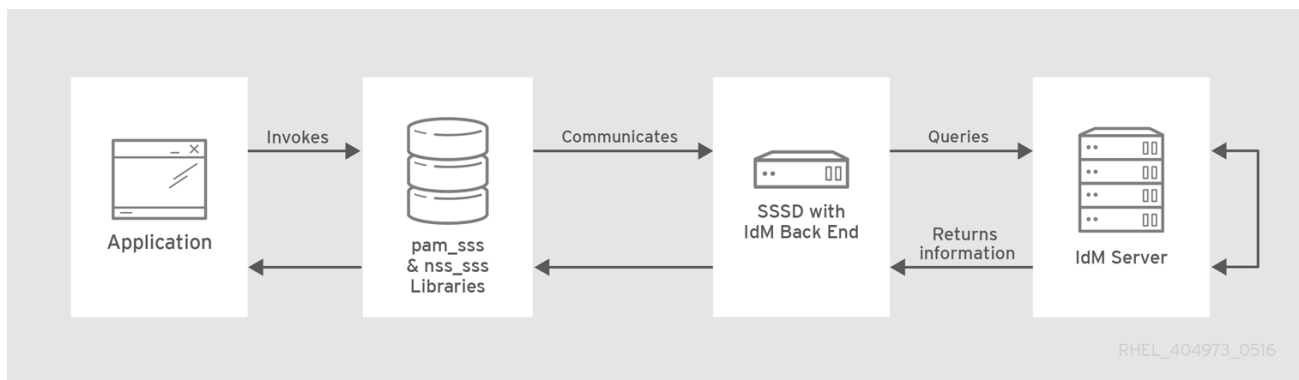 Invokes
Communicates
Queries
Application
pam_sss
& nss_sss
Libraries
SSSD with
IdM Back End
Returns
information
IdM Server
RHEL_404973_0516